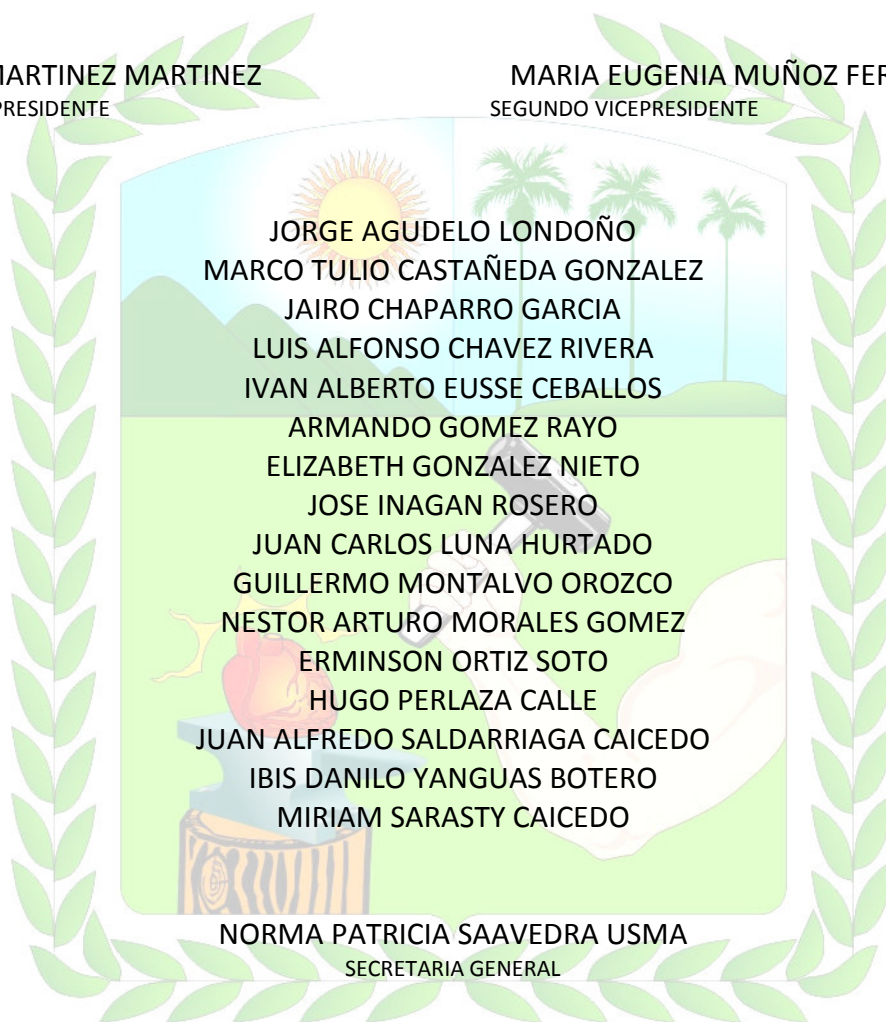 MARTINEZ MARTINEZ
MARIA EUGENIA MUÑOZ FER
PRESIDENTE
SEGUNDO VICEPRESIDENTE
JORGE AGUDELO LONDOÑO
MARCO TULIO CASTAÑEDA GONZALEZ
JAIRO CHAPARRO GARCIA
LUIS ALFONSO CHAVEZ RIVERA
IVAN ALBERTO EUSSE CEBALLOS
ARMANDO GOMEZ RAYO
ELIZABETH GONZALEZ NIETO
JOSE INAGAN ROSERO
JUAN CARLOS LUNA HURTADO
GUILLERMO MONTALVO OROZCO
NESTOR ARTURO MORALES GOMEZ
ERMINSON ORTIZ SOTO
HUGO PERLAZA CALLE
JUAN ALFREDO SALDARRIAGA CAICEDO
IBIS DANILO YANGUAS BOTERO
MIRIAM SARASTY CAICEDO
NORMA PATRICIA SAAVEDRA USMA
SECRETARIA GENERAL